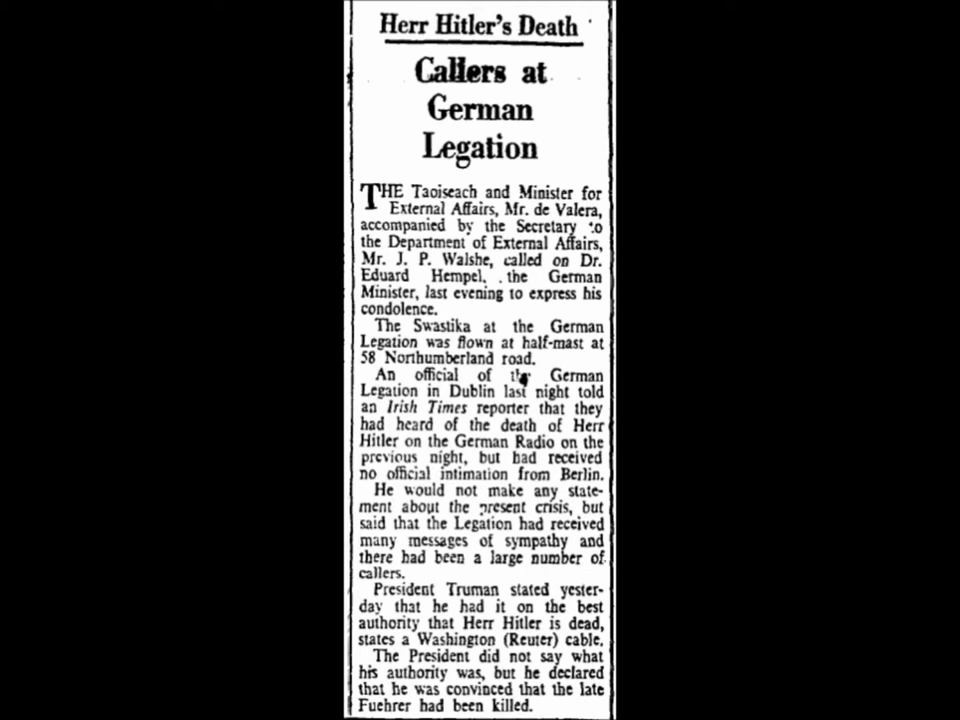 Herr Hitler's Death
Callers at
German
Legation
THE Taoiseach and Minister for
External Affairs, Mr. de Valera,
accompanied by the Secretary to
the Department of External Affairs,
Mr. J. P. Walshe, called on Dr.
Eduard Hempel, the German
Minister, last evening to express his
condolence.
The Swastika at the German
Legation was flown at half-mast at
58 Northumberland road.
An official of the German
Legation in Dublin last night told
an Irish Times reporter that they
had heard of the death of Herr
Hitler on the German Radio on the
previous night, but had received
no official intimation from Berlin.
He would not make any state-
ment about the present crisis, but
said that the Legation had received
many messages of sympathy and
there had been a large number of
callers.
President Truman stated yester-
day that he had it on the best
authority that Herr Hitler is dead,
states a Washington (Reuter) cable.
The President did not say what
his authority was, but he declared
that he was convinced that the late
Fuehrer had been killed.